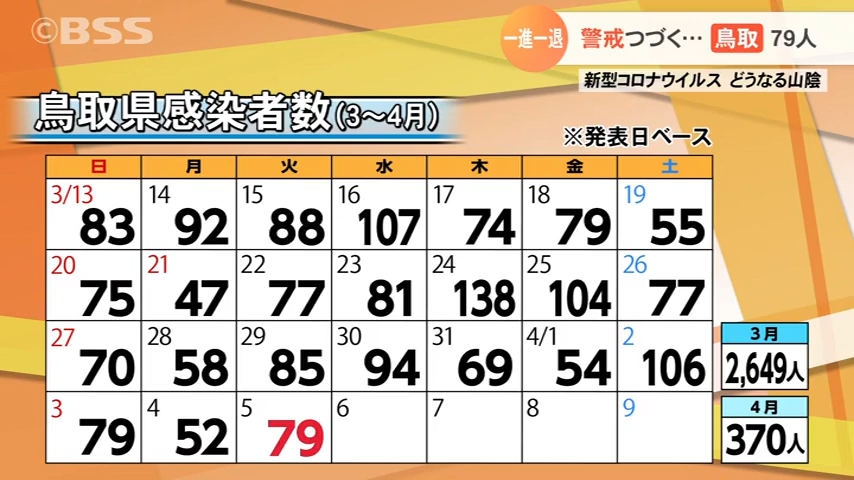 ©BSS
一進一退
警戒つづく… 鳥取 79人
新型コロナウイルス どうなる山陰
鳥取県感染者数(3〜4月)
※発表日ベース
日 月 火 水 木 金 土
3/13 14 15 16 17 18 19
83 92 88 107 74 79 55
20 21 22 23 24 25 26
75 47 77 81 138 104 77
27 28 29 30 31 4/1 2
70 58 85 94 69 54 106
3月
2,649人
3 4 5 6 7 8 9
79 52 79
4月
370人